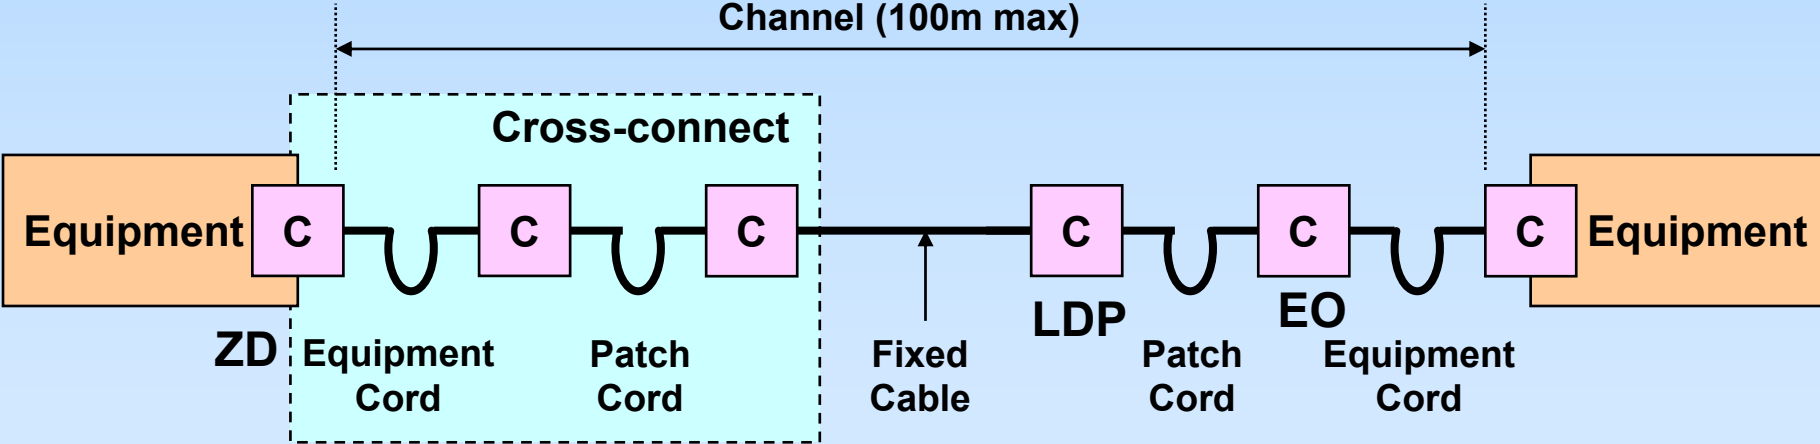 Channel (100m max)
Cross-connect
Equipment C C C C C C Equipment
ZD LDP EO
Equipment Cord
Patch Cord
Fixed Cable
Patch Cord
Equipment Cord